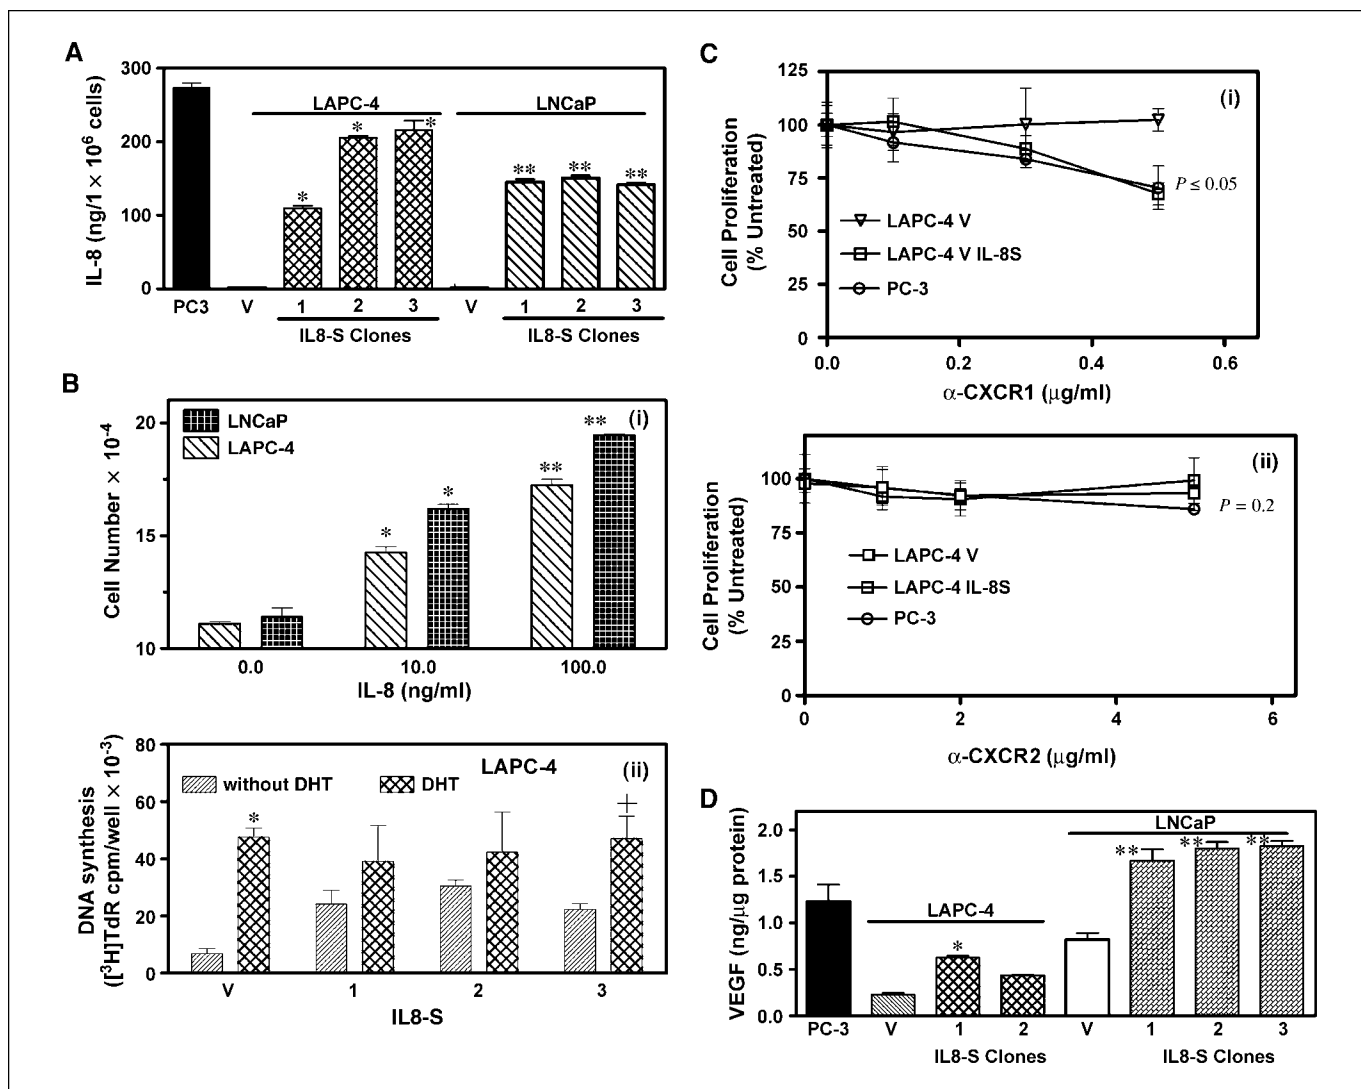 A
IL-8 (ng/1 × 10⁶ cells)
300
200
100
0
LAPC-4
LNCaP
*
*
*
**
**
**
PC3 V 1 2 3 V 1 2 3
IL8-S Clones IL8-S Clones
B
(i)
LNCaP
LAPC-4
Cell Number × 10⁻⁴
20
15
10
*
*
**
**
0.0 10.0 100.0
IL-8 (ng/ml)
(ii)
LAPC-4
without DHT DHT
DNA synthesis
([³H]TdR cpm/well × 10⁻³)
80
60
40
20
0
*
+
V 1 2 3
IL8-S
C
(i)
Cell Proliferation
(% Untreated)
125
100
75
50
25
0
P ≤ 0.05
LAPC-4 V
LAPC-4 V IL-8S
PC-3
0.0 0.2 0.4 0.6
α-CXCR1 (μg/ml)
(ii)
Cell Proliferation
(% Untreated)
100
75
50
25
0
P = 0.2
LAPC-4 V
LAPC-4 IL-8S
PC-3
0 2 4 6
α-CXCR2 (μg/ml)
D
VEGF (ng/μg protein)
2.0
1.5
1.0
0.5
0.0
LAPC-4
LNCaP
*
**
**
**
PC-3 V 1 2 V 1 2 3
IL8-S Clones IL8-S Clones